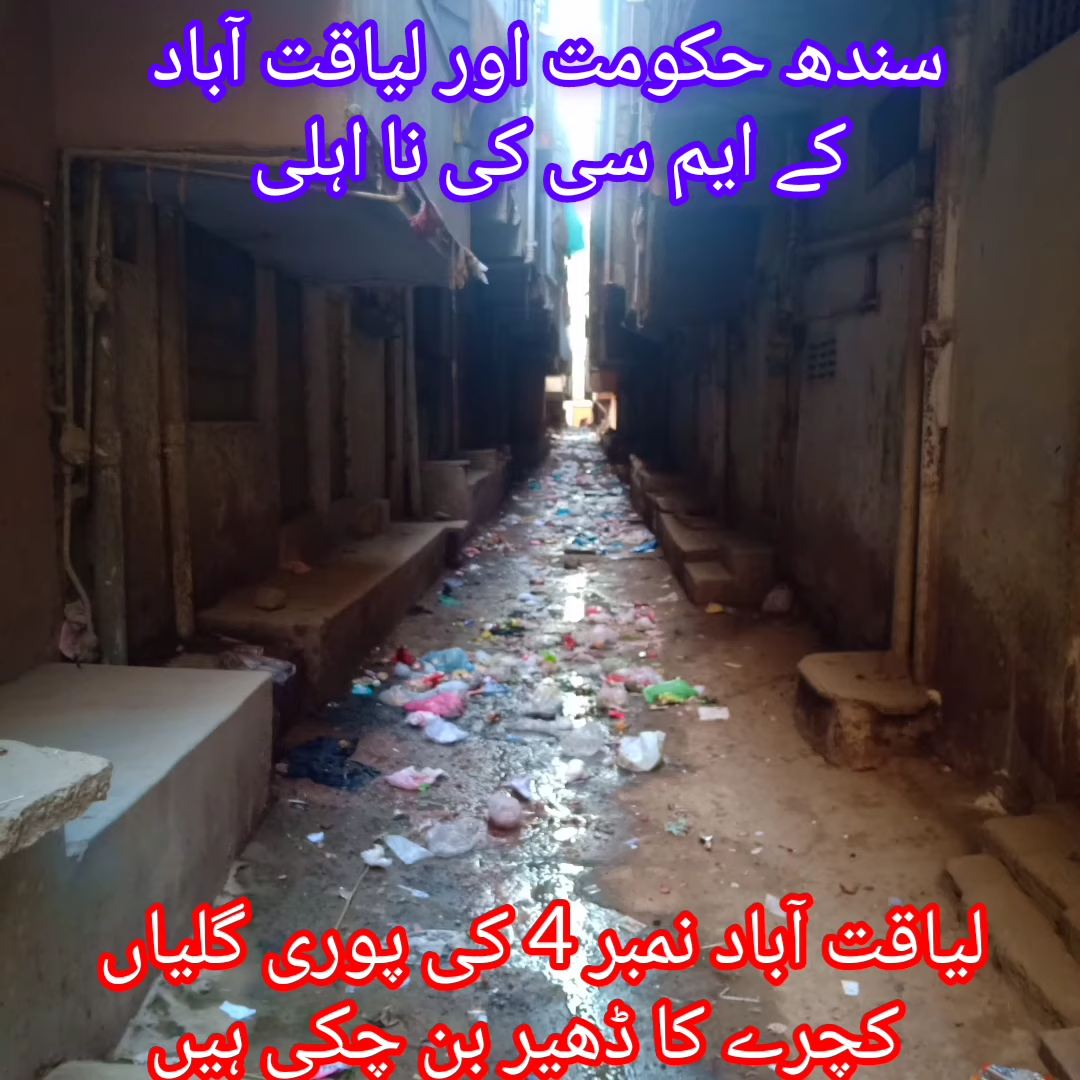 سندھ حکومت اور لیاقت آباد
کے ایم سی کی نا اہلی
لیاقت آباد نمبر 4 کی پوری گلیاں
کچرے کا ڈھیر بن چکی ہیں